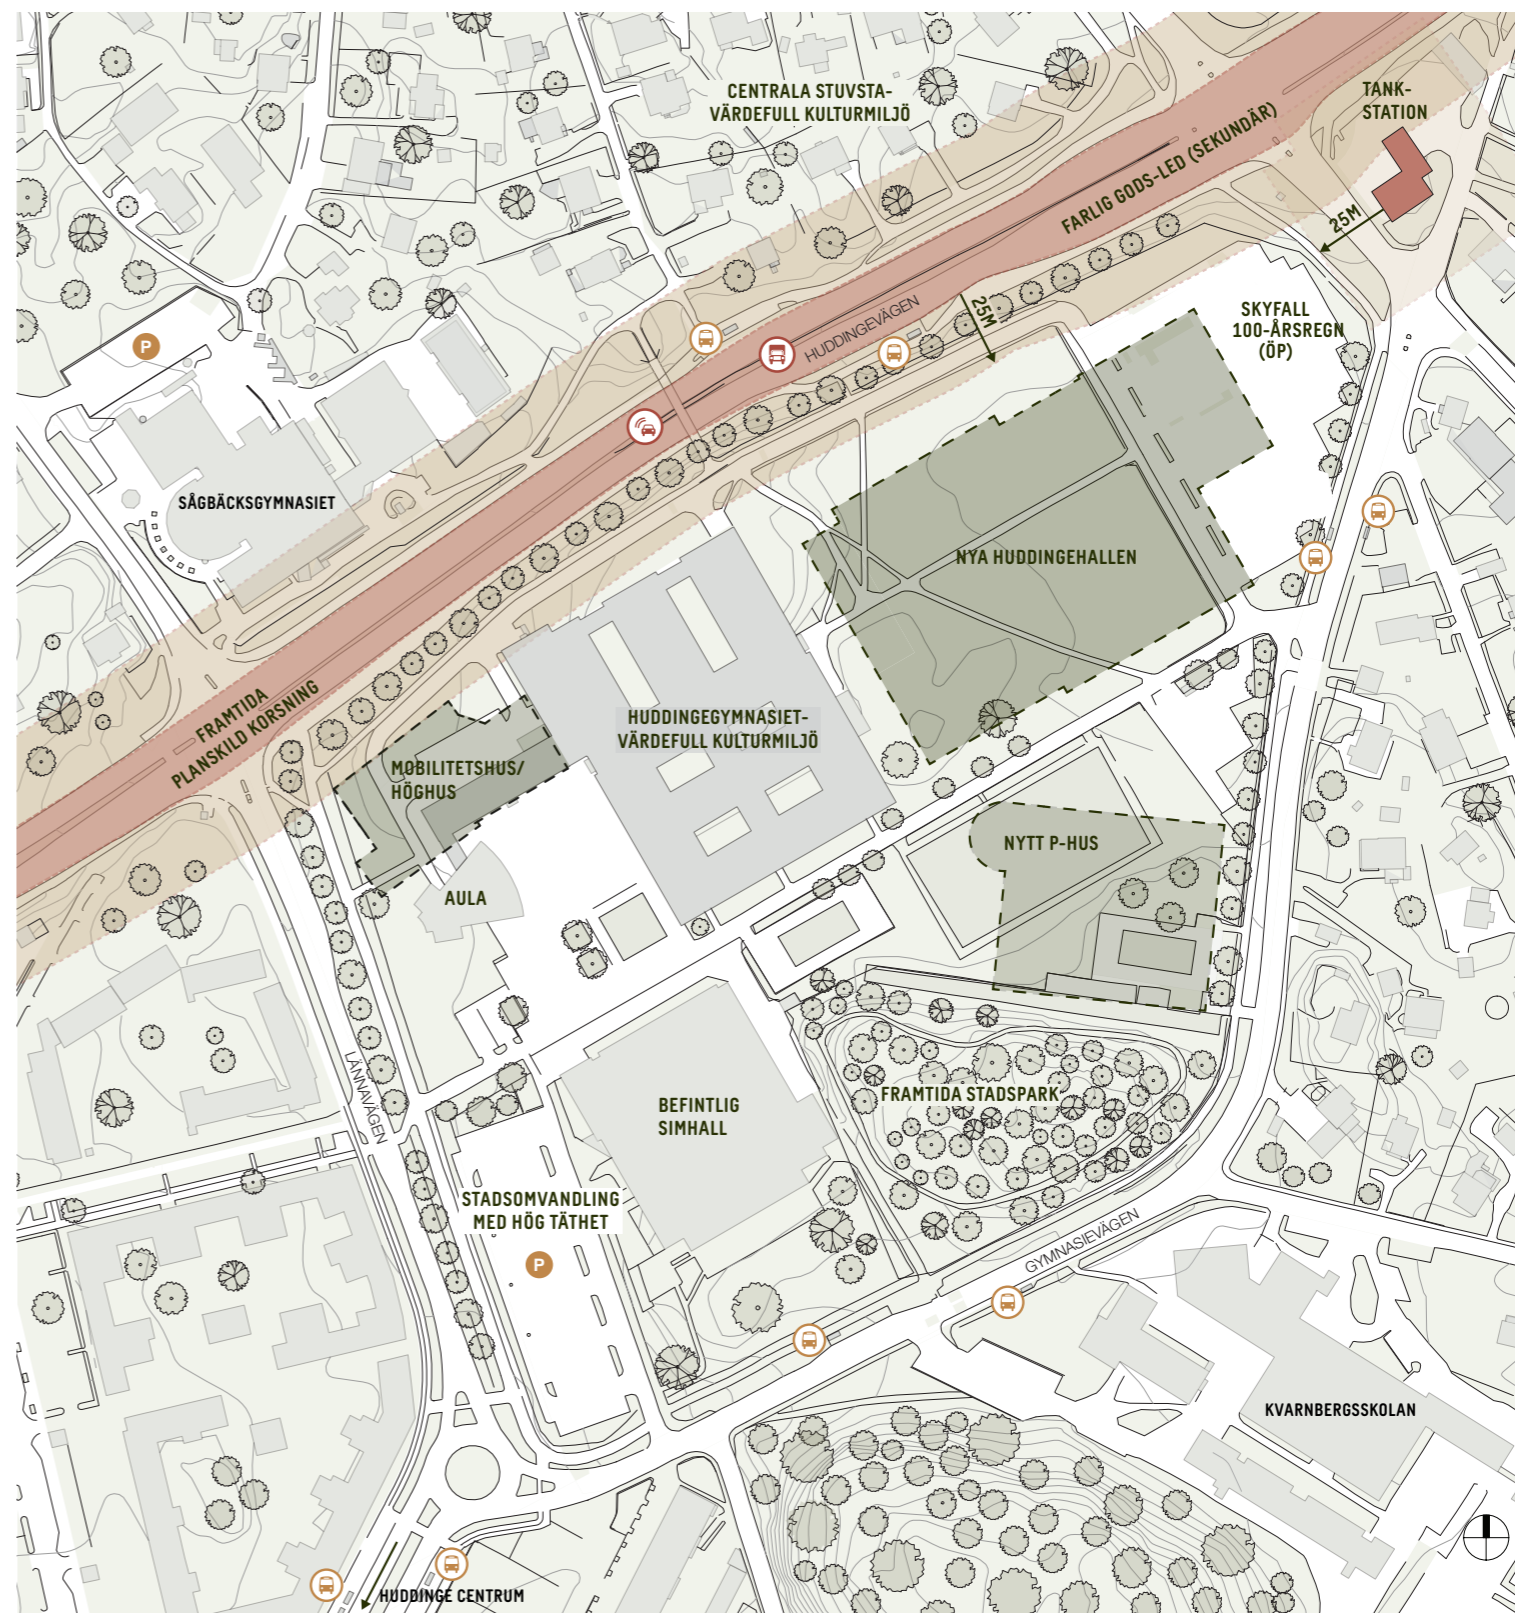 CENTRALA STUVSTA-
VÄRDEFULL KULTURMILJÖ
TANK-
STATION
FARLIG GODS-LED (SEKUNDÄR)
25M
25M
HUDDINGEVÄGEN
SKYFALL
100-ÅRSREGN
(ÖP)
P
SÅGBÄCKSGYMNASIET
NYA HUDDINGEHALLEN
FRAMTIDA
PLANSKILD KORSNING
HUDDINGEGYMNASIET-
VÄRDEFULL KULTURMILJÖ
MOBILITETSHUS/
HÖGHUS
NYTT P-HUS
AULA
LÄNNAVÄGEN
BEFINTLIG
SIMHALL
FRAMTIDA STADSPARK
STADSOMVANDLING
MED HÖG TÄTHET
P
GYMNASIEVÄGEN
KVARNBERGSSKOLAN
HUDDINGE CENTRUM